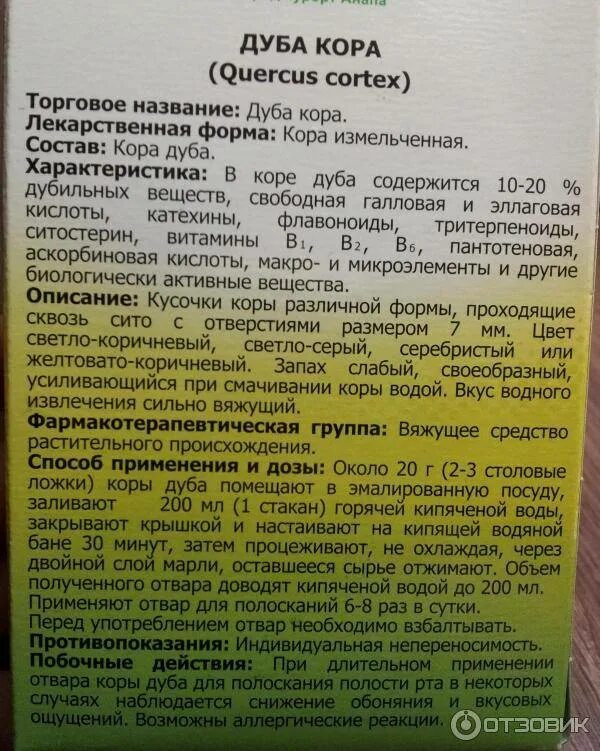 курорт Анапа
ДУБА КОРА
(Quercus cortex)
Торговое название: Дуба кора.
Лекарственная форма: Кора измельченная.
Состав: Кора дуба.
Характеристика: В коре дуба содержится 10-20 %
дубильных веществ, свободная галловая и эллаговая
кислоты, катехины, флавоноиды, тритерпеноиды,
ситостерин, витамины B₁, B₂, B₆, пантотеновая,
аскорбиновая кислоты, макро- и микроэлементы и другие
биологически активные вещества.
Описание: Кусочки коры различной формы, проходящие
сквозь сито с отверстиями размером 7 мм. Цвет
светло-коричневый, светло-серый, серебристый или
желтовато-коричневый. Запах слабый, своеобразный,
усиливающийся при смачивании коры водой. Вкус водного
извлечения сильно вяжущий.
Фармакотерапевтическая группа: Вяжущее средство
растительного происхождения.
Способ применения и дозы: Около 20 г (2-3 столовые
ложки) коры дуба помещают в эмалированную посуду,
заливают 200 мл (1 стакан) горячей кипяченой воды,
закрывают крышкой и настаивают на кипящей водяной
бане 30 минут, затем процеживают, не охлаждая, через
двойной слой марли, оставшееся сырье отжимают. Объем
полученного отвара доводят кипяченой водой до 200 мл.
Применяют отвар для полосканий 6-8 раз в сутки.
Перед употреблением отвар необходимо взбалтывать.
Противопоказания: Индивидуальная непереносимость.
Побочные действия: При длительном применении
отвара коры дуба для полоскания полости рта в некоторых
случаях наблюдается снижение обоняния и вкусовых
ощущений. Возможны аллергические реакции.
ОТЗОВИК